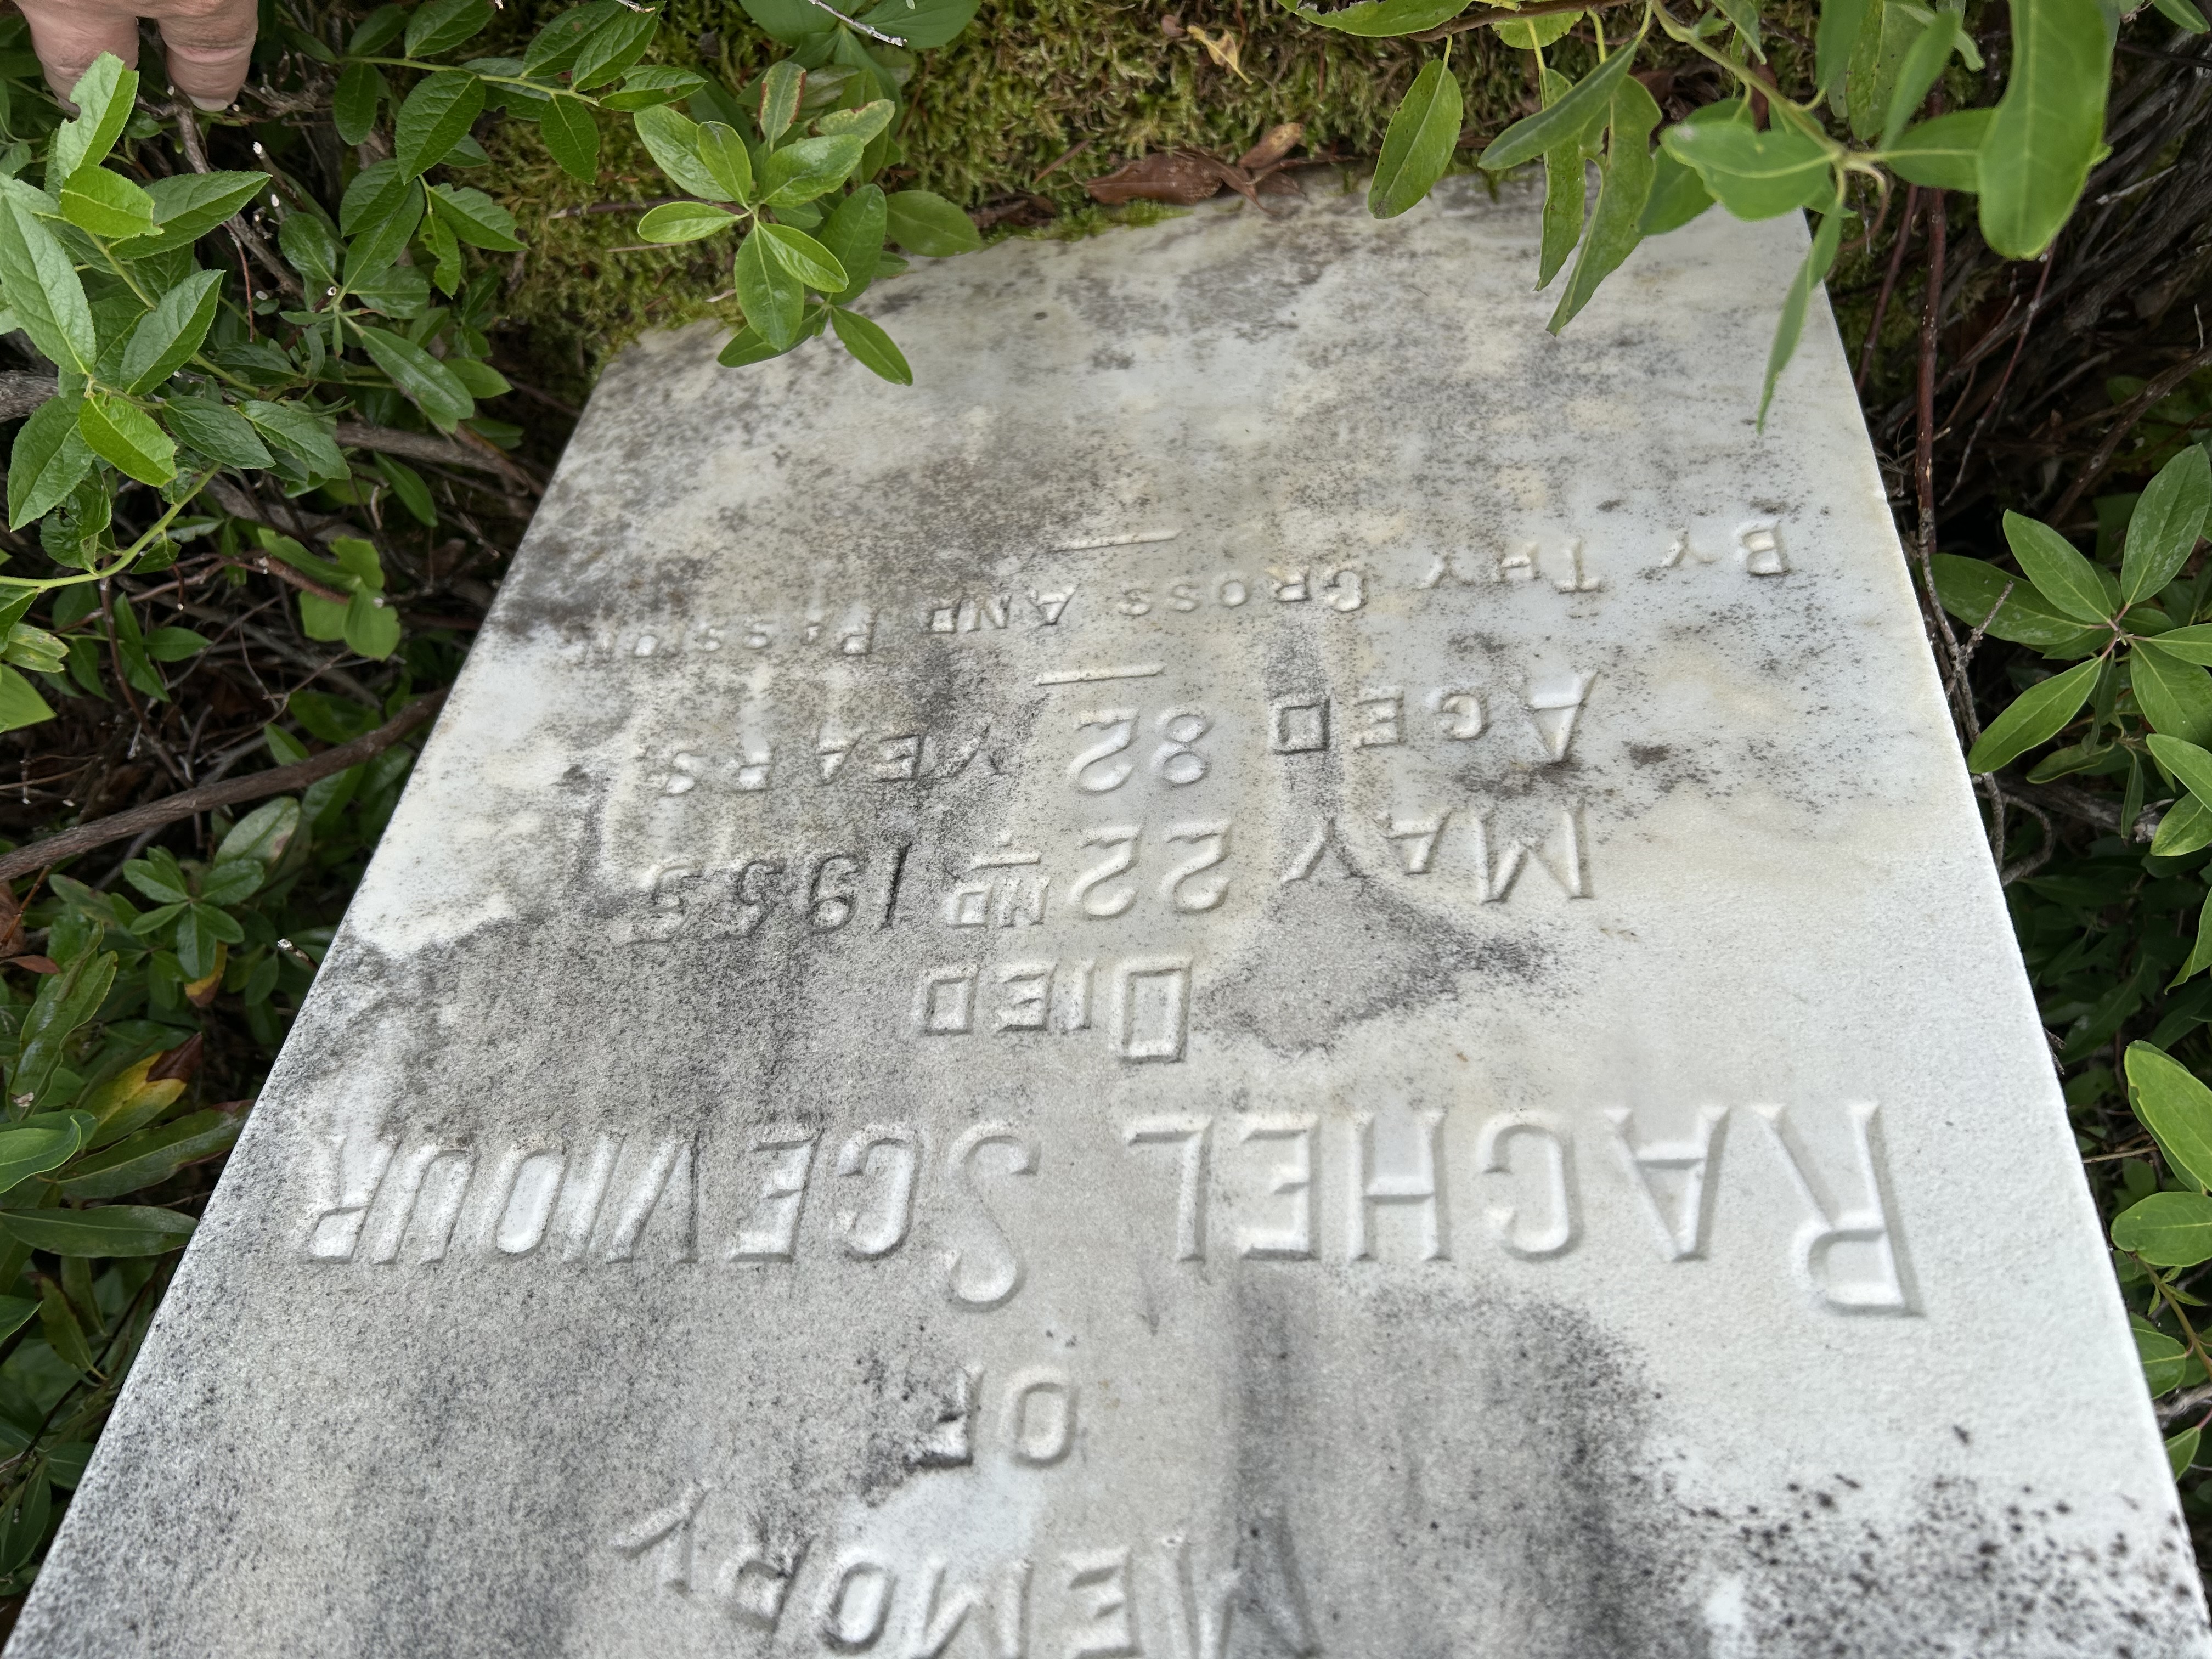 MEMORY
OF
RACHEL SCEVIOUR
DIED
MAY 22ND 1955
AGED 82 YEARS
BY THY CROSS AND PASSION